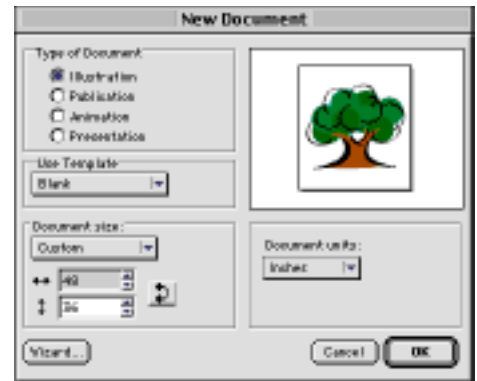 New Document
Type of Document
Illustration
Publication
Animation
Presentation
Use Template
Blank
Document size:
Custom
48
36
Document units:
Inches
Wizard...
Cancel
OK